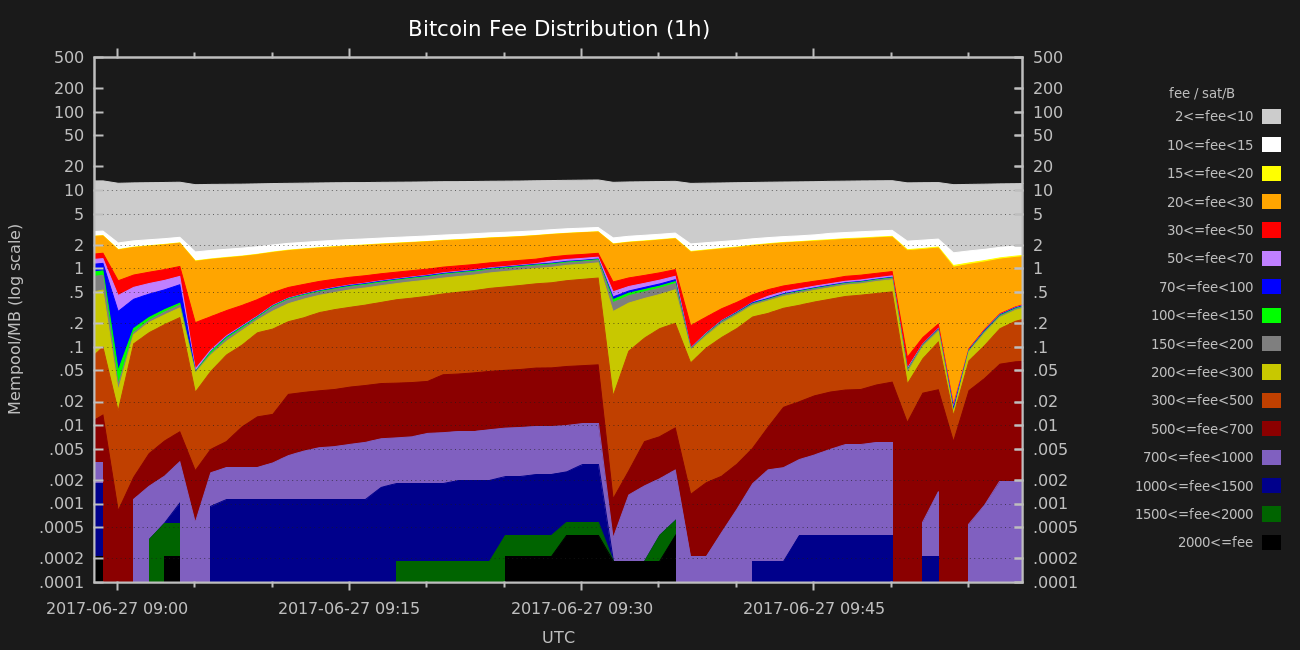 Bitcoin Fee Distribution (1h)
500 500
200 200
100 100
50 50
20 20
10 10
5 5
2 2
1 1
.5 .5
.2 .2
.1 .1
.05 .05
.02 .02
.01 .01
.005 .005
.002 .002
.001 .001
.0005 .0005
.0002 .0002
.0001 .0001
Mempool/MB (log scale)
2017-06-27 09:00 2017-06-27 09:15 2017-06-27 09:30 2017-06-27 09:45
UTC
fee / sat/B
2<=fee<10
10<=fee<15
15<=fee<20
20<=fee<30
30<=fee<50
50<=fee<70
70<=fee<100
100<=fee<150
150<=fee<200
200<=fee<300
300<=fee<500
500<=fee<700
700<=fee<1000
1000<=fee<1500
1500<=fee<2000
2000<=fee